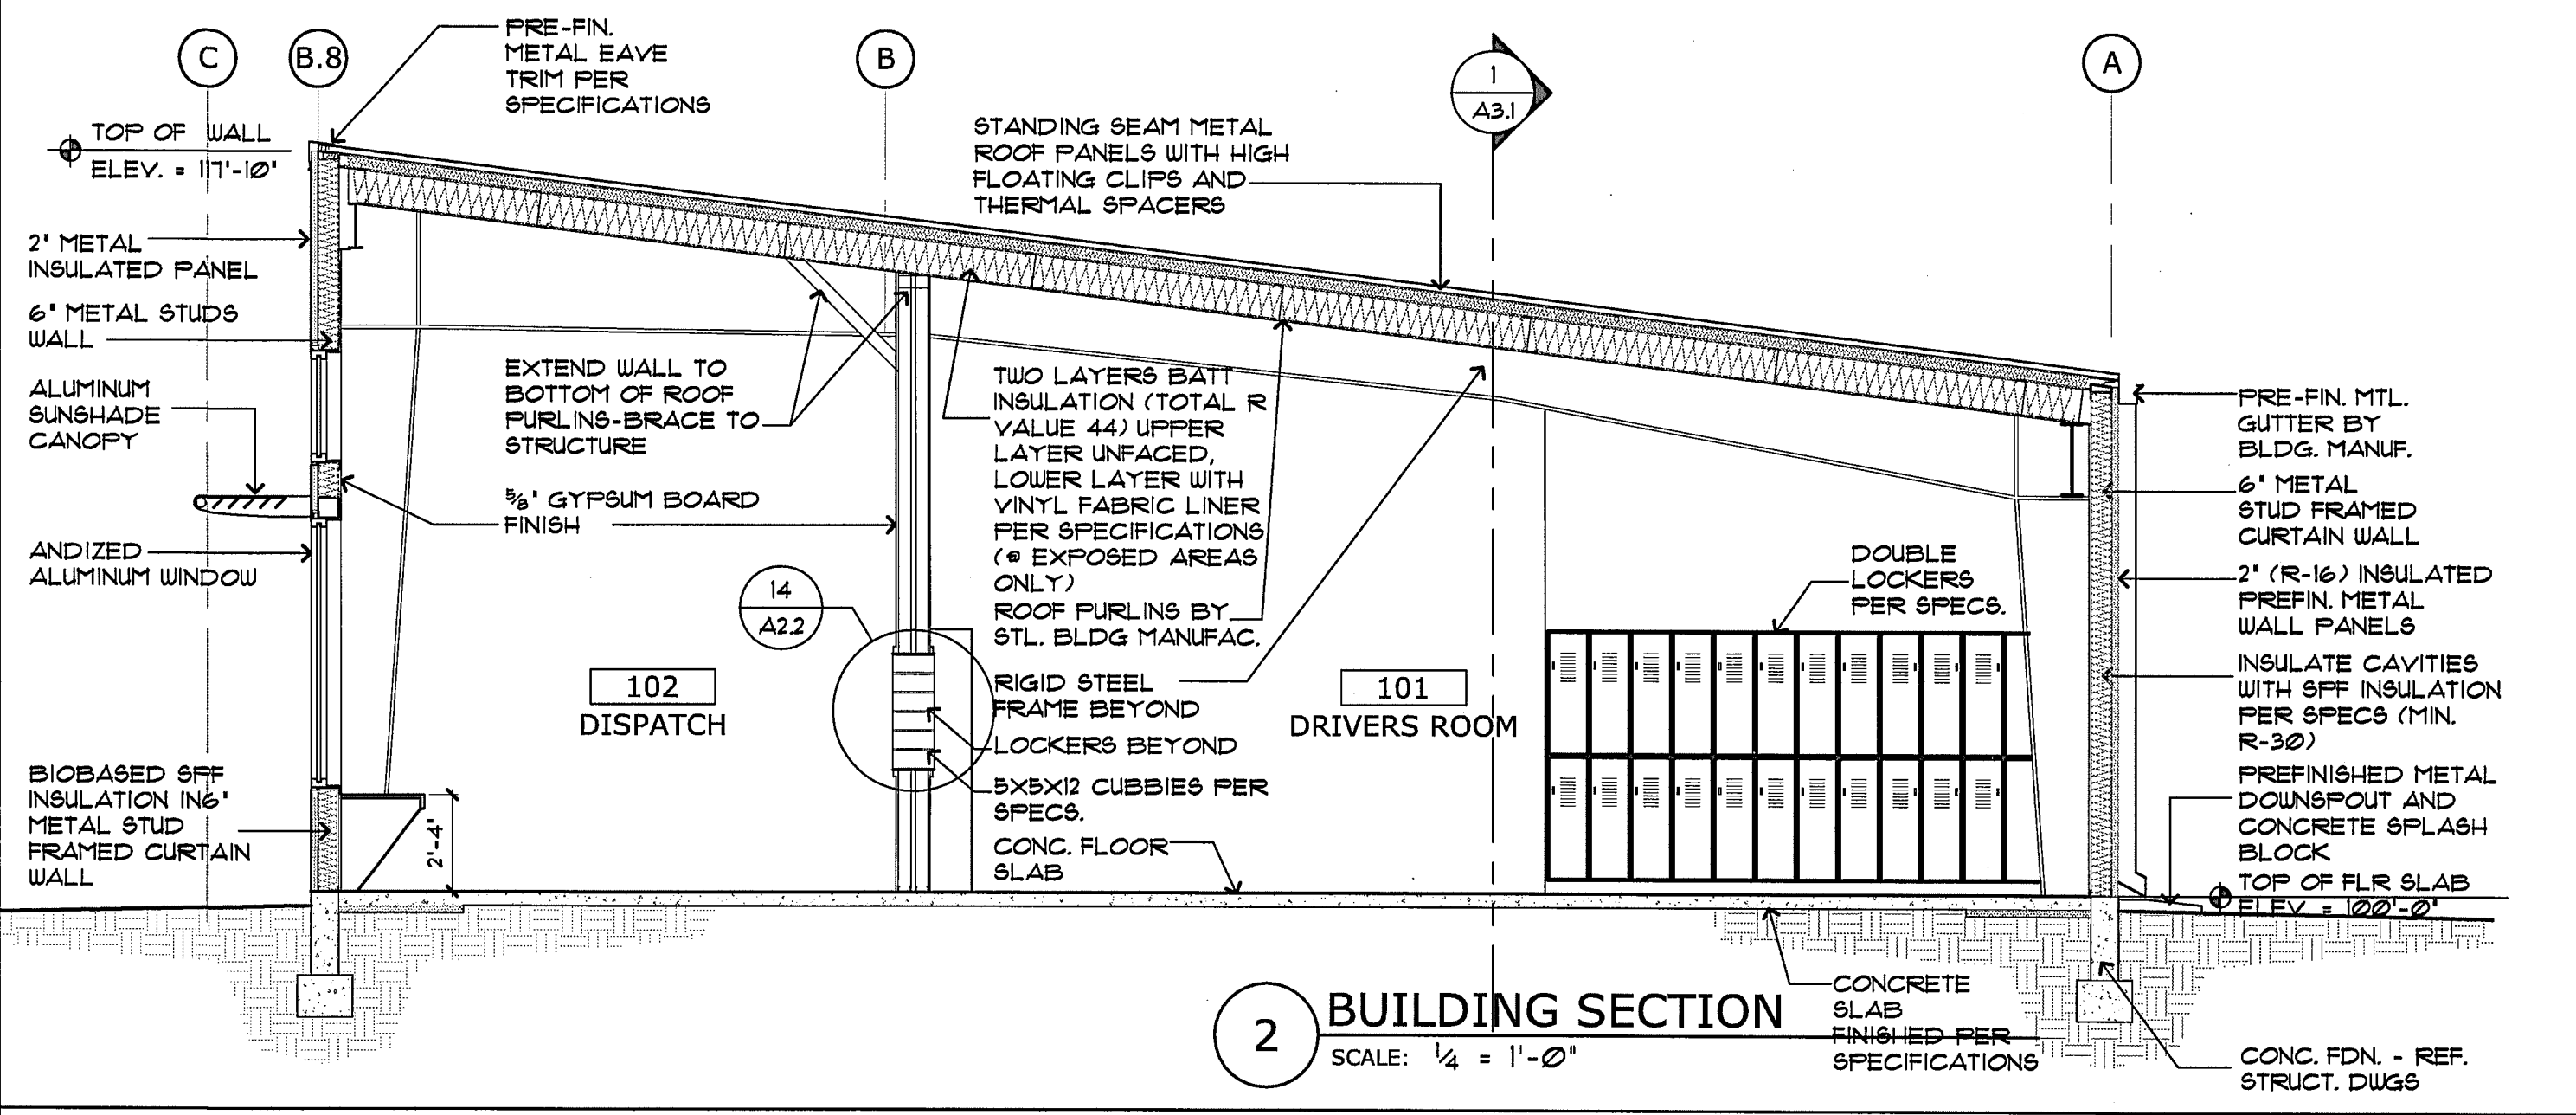 C
B.8
B
A
1
A3.1
PRE-FIN.
METAL EAVE
TRIM PER
SPECIFICATIONS
TOP OF WALL
ELEV. = 117'-10"
STANDING SEAM METAL
ROOF PANELS WITH HIGH
FLOATING CLIPS AND
THERMAL SPACERS
2" METAL
INSULATED PANEL
6" METAL STUDS
WALL
ALUMINUM
SUNSHADE
CANOPY
ANDIZED
ALUMINUM WINDOW
BIOBASED SPF
INSULATION IN6"
METAL STUD
FRAMED CURTAIN
WALL
EXTEND WALL TO
BOTTOM OF ROOF
PURLINS-BRACE TO
STRUCTURE
5/8" GYPSUM BOARD
FINISH
14
A2.2
102
DISPATCH
2'-4"
TWO LAYERS BATT
INSULATION (TOTAL R
VALUE 44) UPPER
LAYER UNFACED,
LOWER LAYER WITH
VINYL FABRIC LINER
PER SPECIFICATIONS
(@ EXPOSED AREAS
ONLY)
ROOF PURLINS BY
STL. BLDG MANUFAC.
RIGID STEEL
FRAME BEYOND
LOCKERS BEYOND
5X5X12 CUBBIES PER
SPECS.
CONC. FLOOR
SLAB
101
DRIVERS ROOM
DOUBLE
LOCKERS
PER SPECS.
PRE-FIN. MTL.
GUTTER BY
BLDG. MANUF.
6" METAL
STUD FRAMED
CURTAIN WALL
2" (R-16) INSULATED
PREFIN. METAL
WALL PANELS
INSULATE CAVITIES
WITH SPF INSULATION
PER SPECS (MIN.
R-30)
PREFINISHED METAL
DOWNSPOUT AND
CONCRETE SPLASH
BLOCK
TOP OF FLR SLAB
ELEV = 100'-0"
CONCRETE
SLAB
FINISHED PER
SPECIFICATIONS
CONC. FDN. - REF.
STRUCT. DWGS
2
BUILDING SECTION
SCALE: 1/4 = 1'-0"